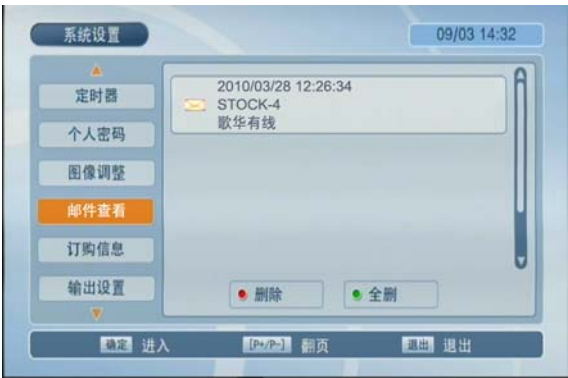 系统设置
09/03 14:32
定时器
个人密码
图像调整
邮件查看
订购信息
输出设置
2010/03/28 12:26:34
STOCK-4
歌华有线
删除
全删
确定 进入
[P+/P-] 翻页
退出 退出